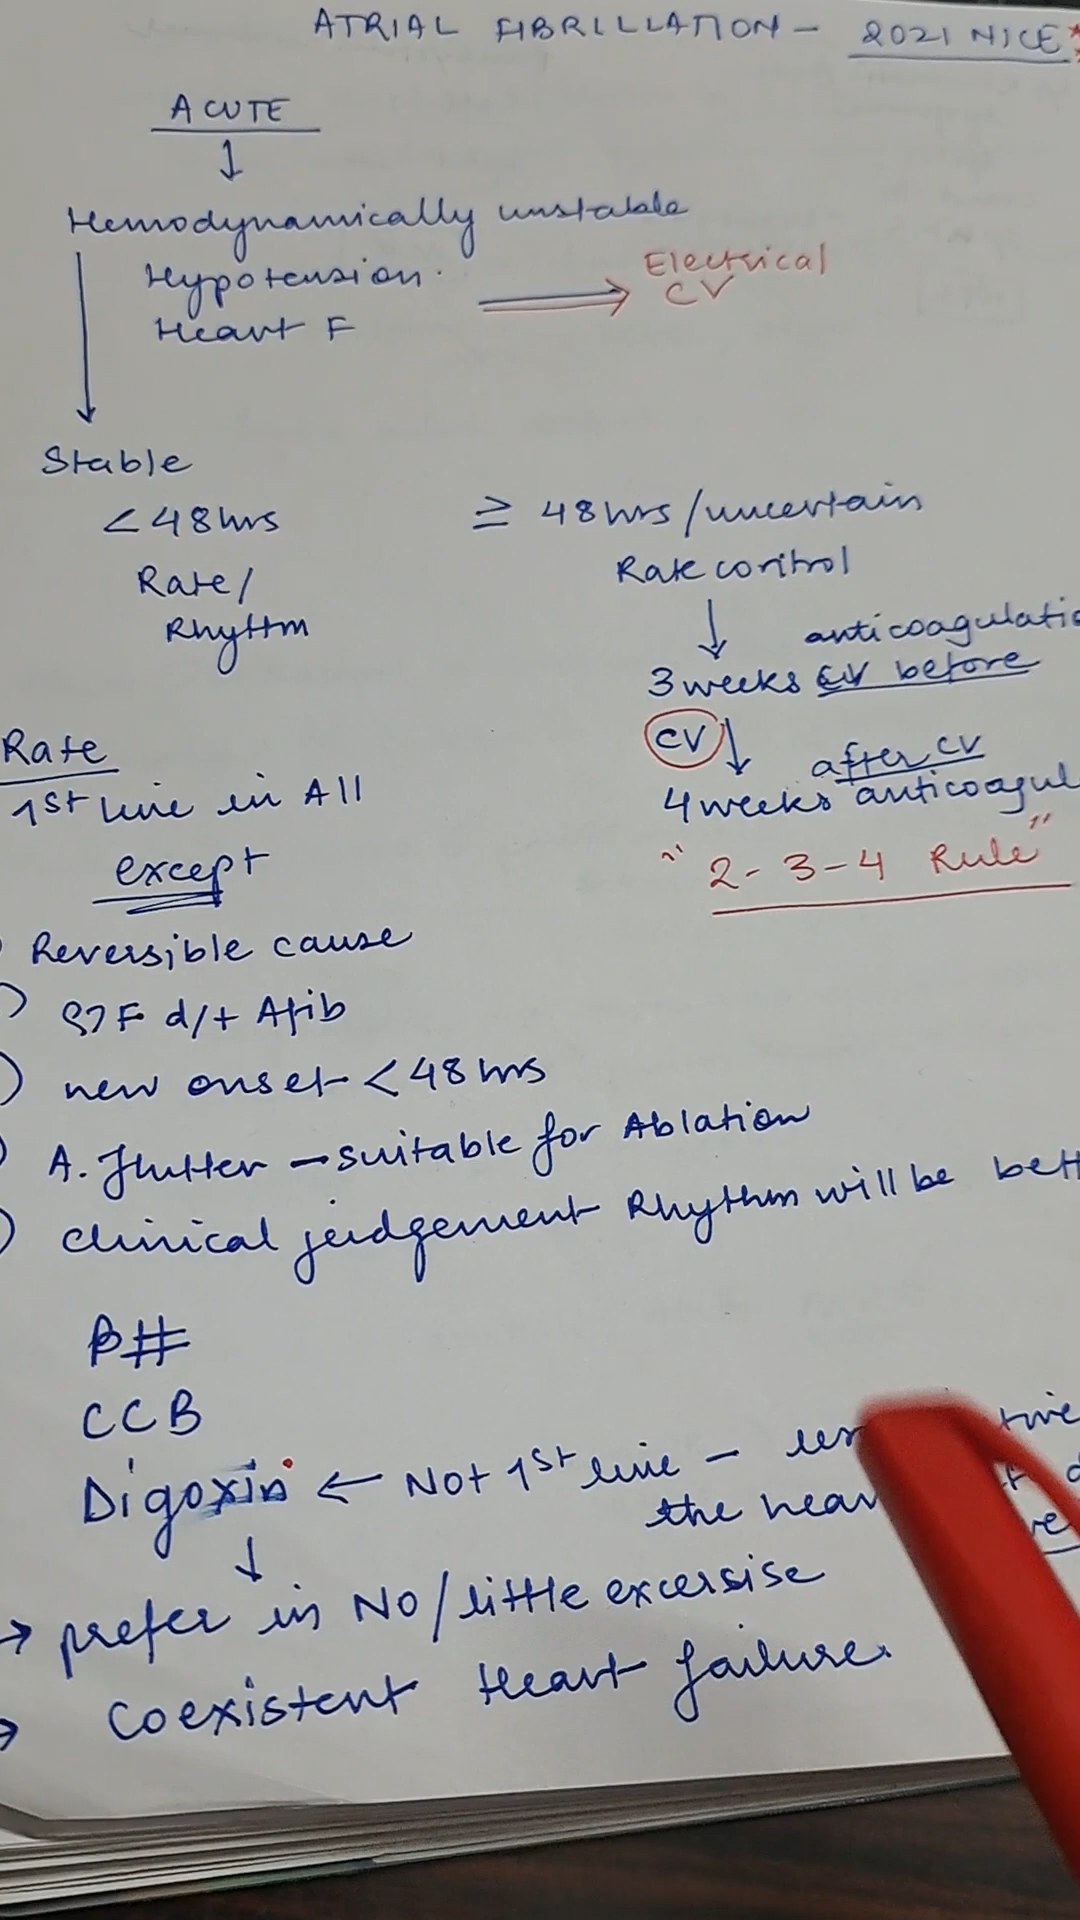 ATRIAL FIBRILLATION - 2021 NICE
ACUTE
↓
Hemodynamically unstable
Hypotension.
Heart F
Electrical
CV
Stable
<48hrs
Rate/
Rhythm
≥ 48hrs/uncertain
Rate control
↓ anticoagulatio
3 weeks CV before
CV ↓ after CV
4 weeks anticoagul
"2-3-4 Rule"
Rate
1st line in All
except
Reversible cause
F d/t Afib
new onset <48hrs
A. flutter - suitable for Ablation
clinical judgement Rhythm will be bett
B#
CCB
Digoxin ← Not 1st line -
the hear
↓
→ prefer in NO/little excersise
→ coexistent Heart failure.